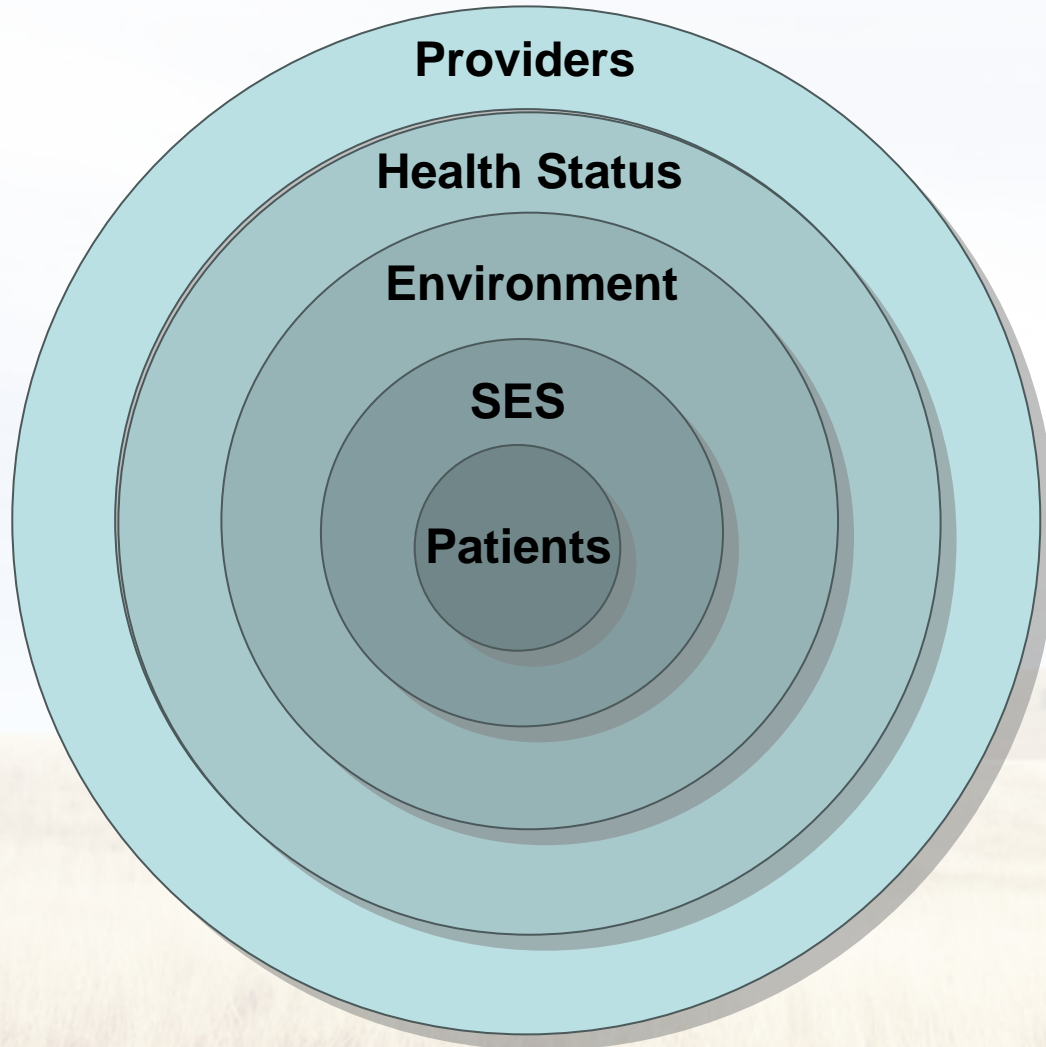 Providers
Health Status
Environment
SES
Patients